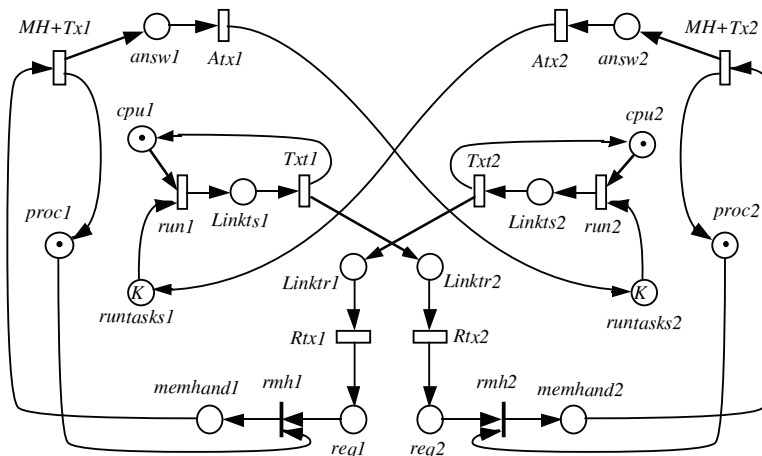 MH+Tx1
answ1
Atx1
Atx2
answ2
MH+Tx2
cpu1
cpu2
Txt1
Txt2
proc1
run1
Linkts1
Linkts2
run2
proc2
K
runtasks1
Linktr1
Linktr2
K
runtasks2
Rtx1
Rtx2
memhand1
rmh1
rmh2
memhand2
req1
req2